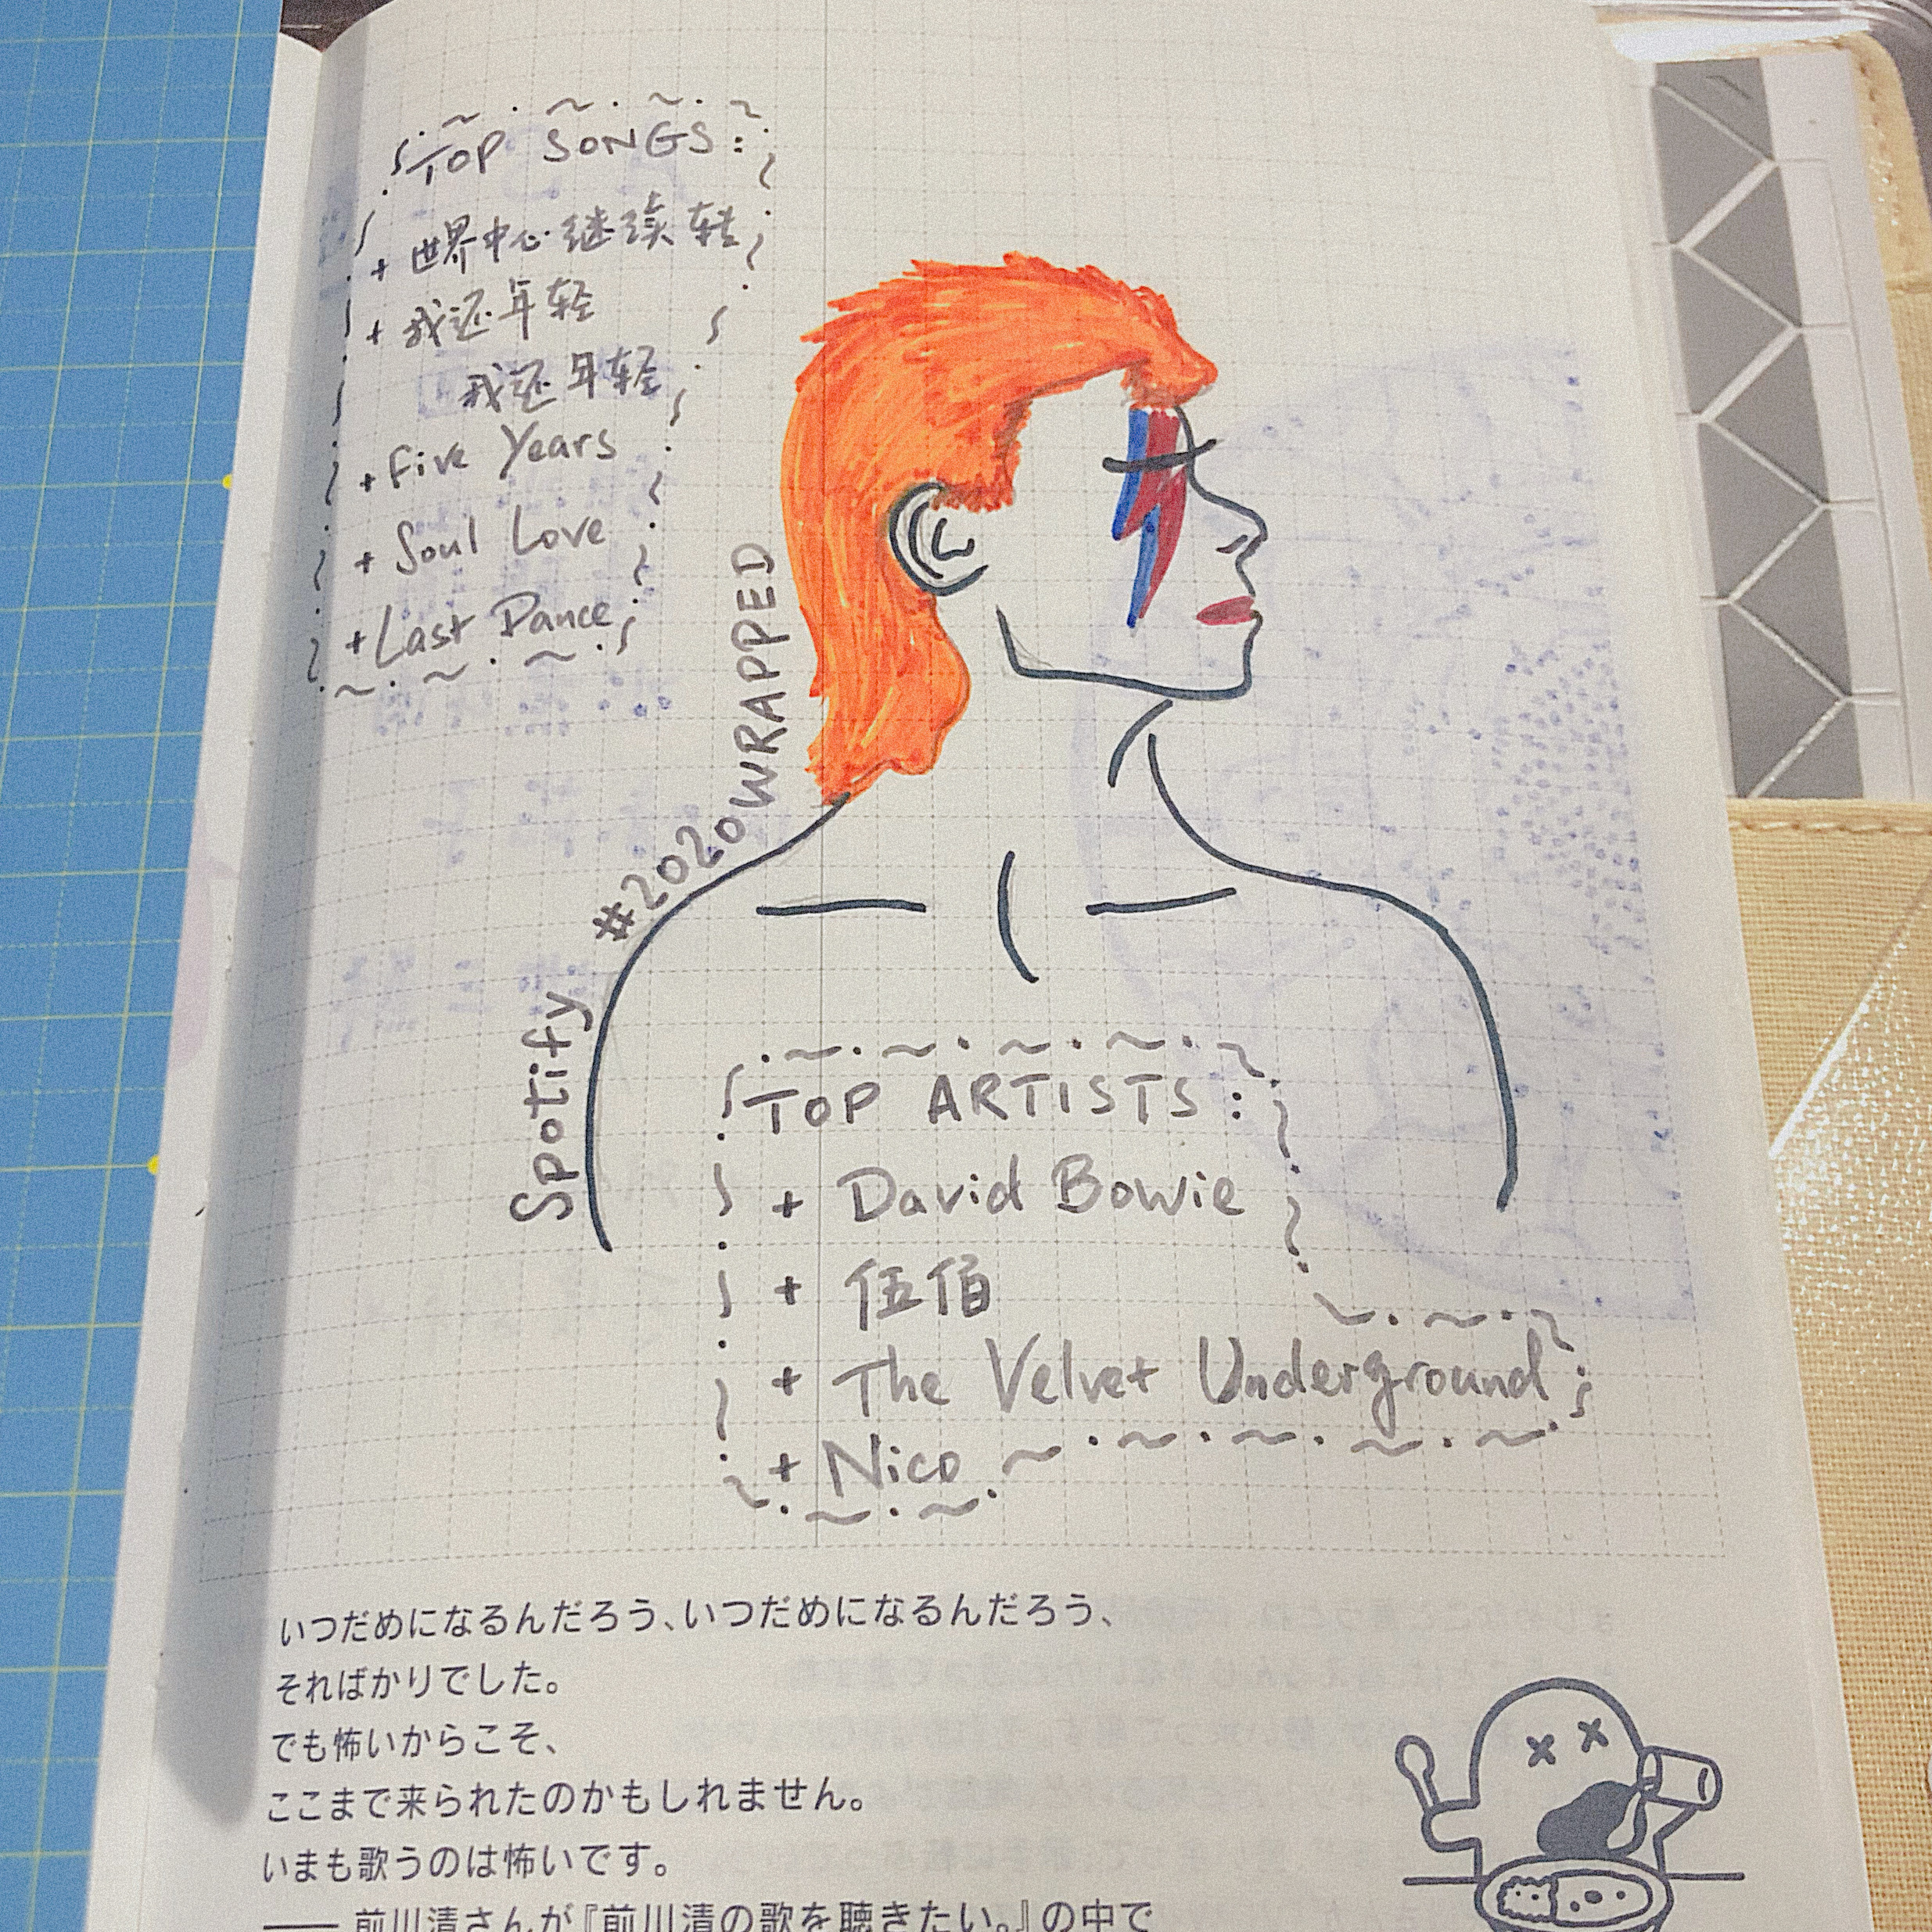 TOP SONGS:
+ 世界中心继续转
+ 我还年轻
我还年轻
+ Five Years
+ Soul Love
+ Last Dance
Spotify #2020WRAPPED
TOP ARTISTS:
+ David Bowie
+ 伍佰
+ The Velvet Underground
+ Nico
いつだめになるんだろう、いつだめになるんだろう、
そればかりでした。
でも怖いからこそ、
ここまで来られたのかもしれません。
いまも歌うのは怖いです。
── 前川清さんが『前川清の歌を聴きたい。』の中で